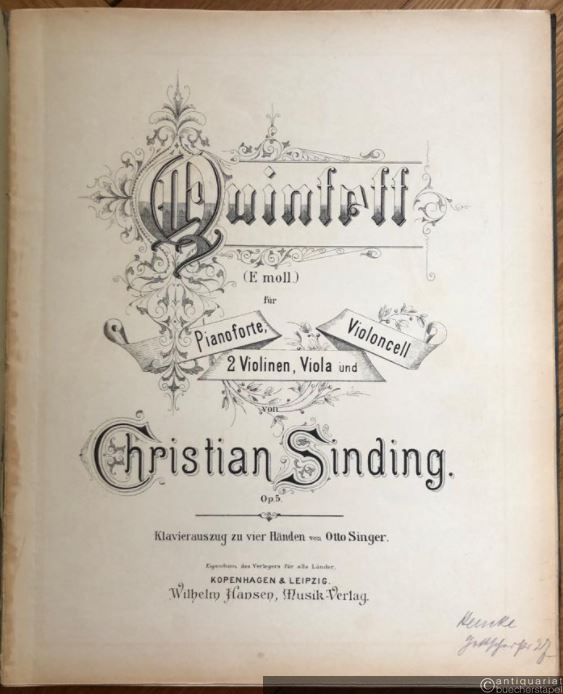 Quintett
(E moll.)
für
Pianoforte,
2 Violinen, Viola und
Violoncell
von
Christian Sinding.
Op. 5.
Klavierauszug zu vier Händen von Otto Singer.
Eigenthum des Verlegers für alle Länder.
KOPENHAGEN & LEIPZIG.
Wilhelm Hansen, Musik-Verlag.
©antiquariat
buecherstapel